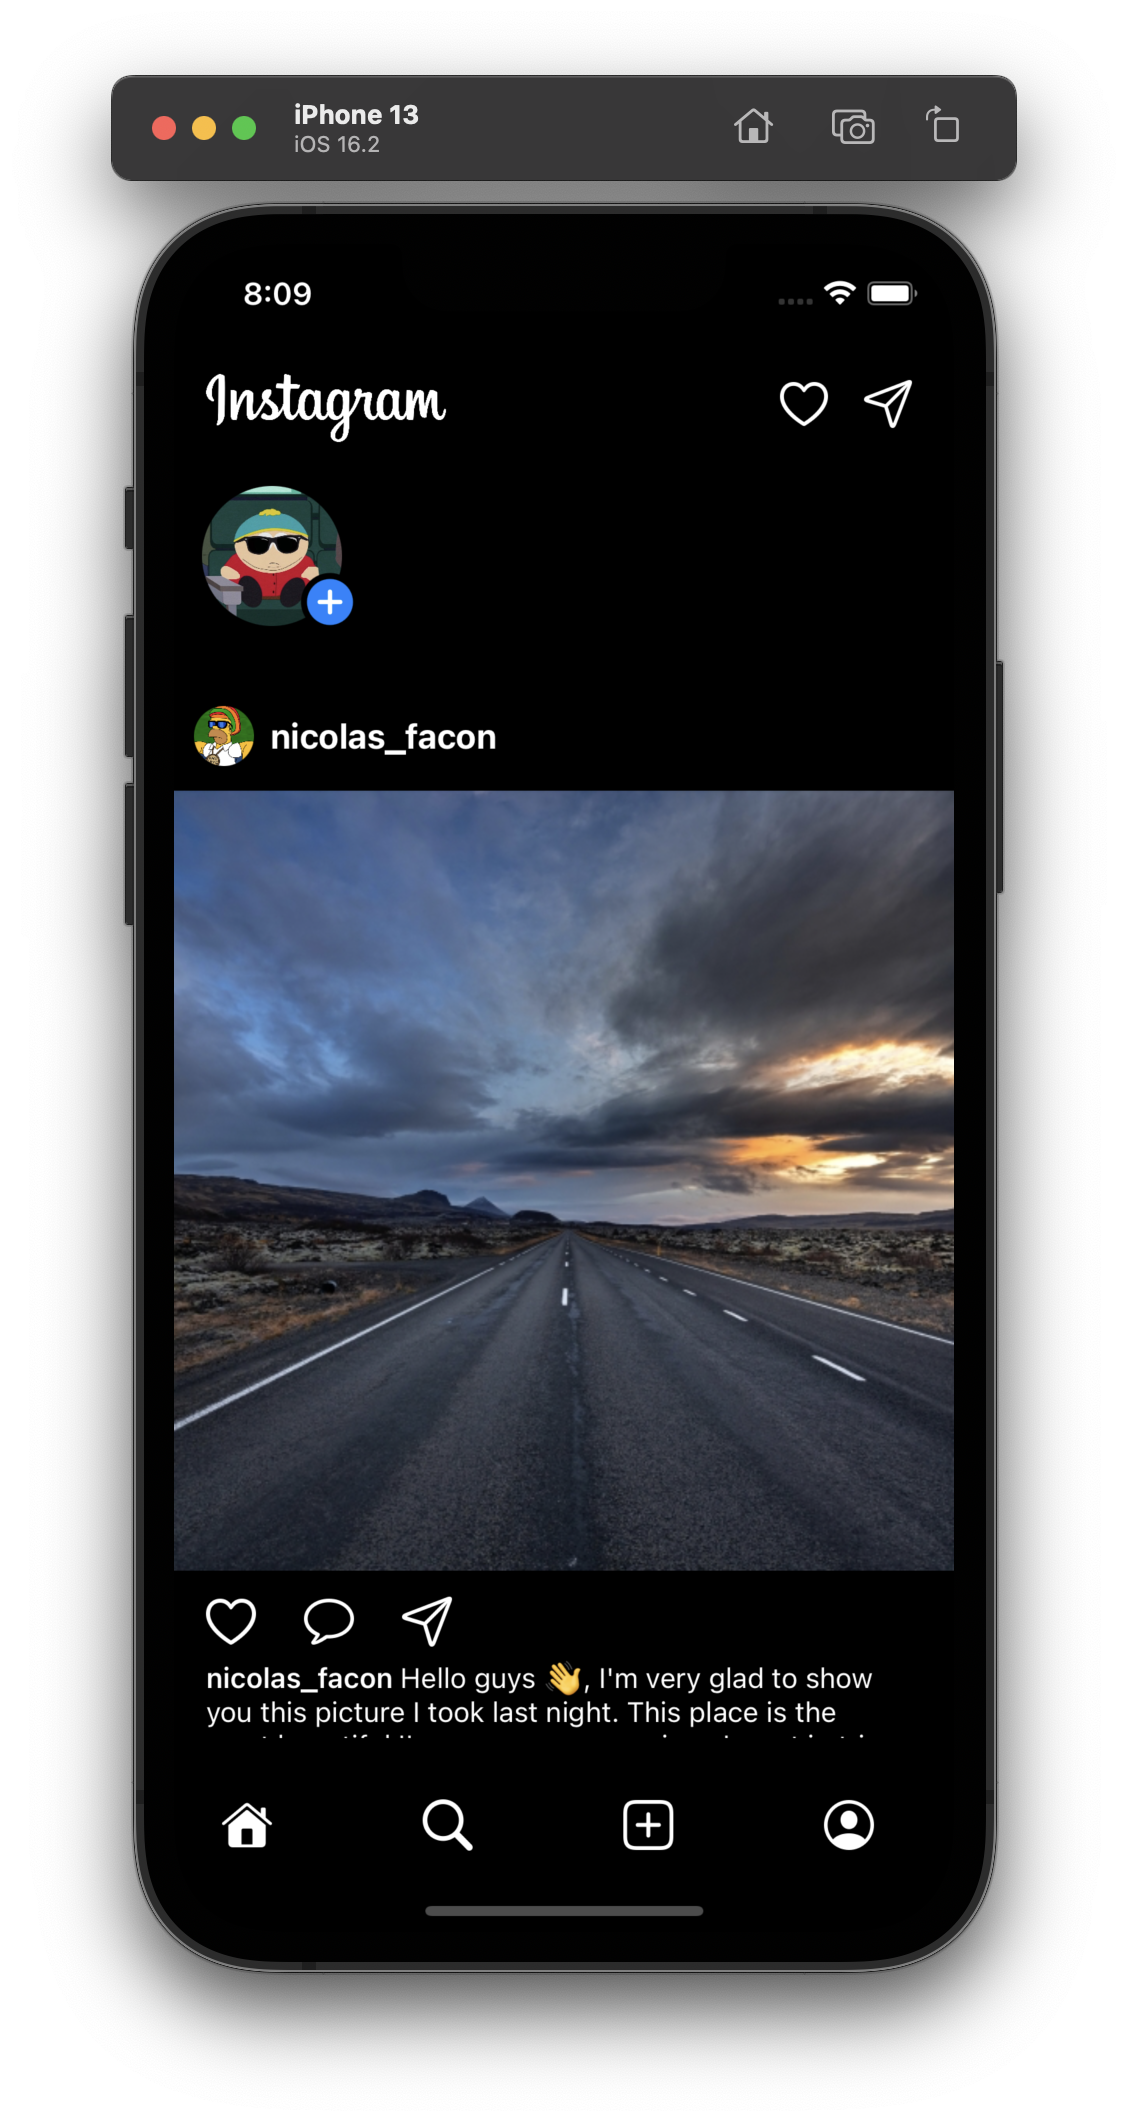 iPhone 13
iOS 16.2
8:09
Instagram
nicolas_facon
nicolas_facon Hello guys 👋, I'm very glad to show
you this picture I took last night. This place is the